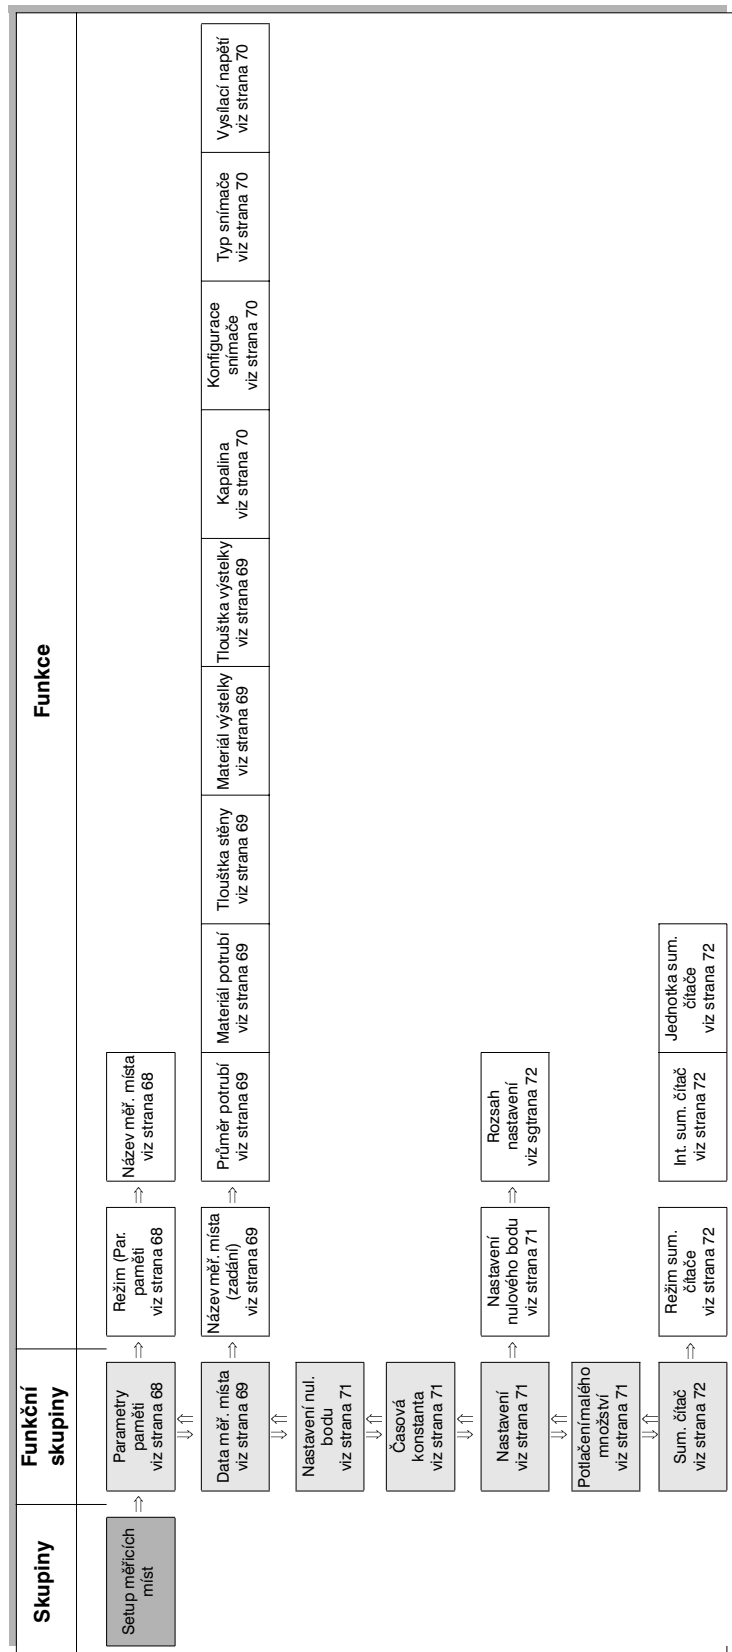 Skupiny
Funkční
skupiny
Funkce
Setup měřicích
míst
Parametry
paměti
viz strana 68
Režim (Par.
paměti
viz strana 68
Název měř. místa
viz strana 68
Data měř. místa
viz strana 69
Název měř. místa
(zadání)
viz strana 69
Průměr potrubí
viz strana 69
Materiál potrubí
viz strana 69
Tlouštka stěny
viz strana 69
Materiál výstelky
viz strana 69
Tlouštka výstelky
viz strana 69
Kapalina
viz strana 70
Konfigurace
snímače
viz strana 70
Typ snímače
viz strana 70
Vysílací napětí
viz strana 70
Nastavení nul.
bodu
viz strana 71
Časová
konstanta
viz strana 71
Nastavení
viz strana 71
Nastavení
nulového bodu
viz strana 71
Rozsah
nastavení
viz sgtrana 72
Potlačenímalého
množství
viz strana 71
Sum. čítač
viz strana 72
Režim sum.
čítače
viz strana 72
Int. sum. čítač
viz strana 72
Jednotka sum.
čítače
viz strana 72